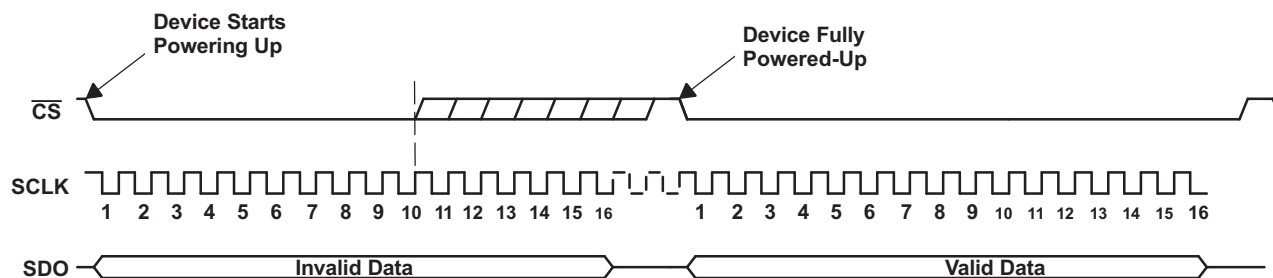 Device Starts
Powering Up
Device Fully
Powered-Up
CS
SCLK
1 2 3 4 5 6 7 8 9 10 11 12 13 14 15 16 1 2 3 4 5 6 7 8 9 10 11 12 13 14 15 16
SDO Invalid Data Valid Data